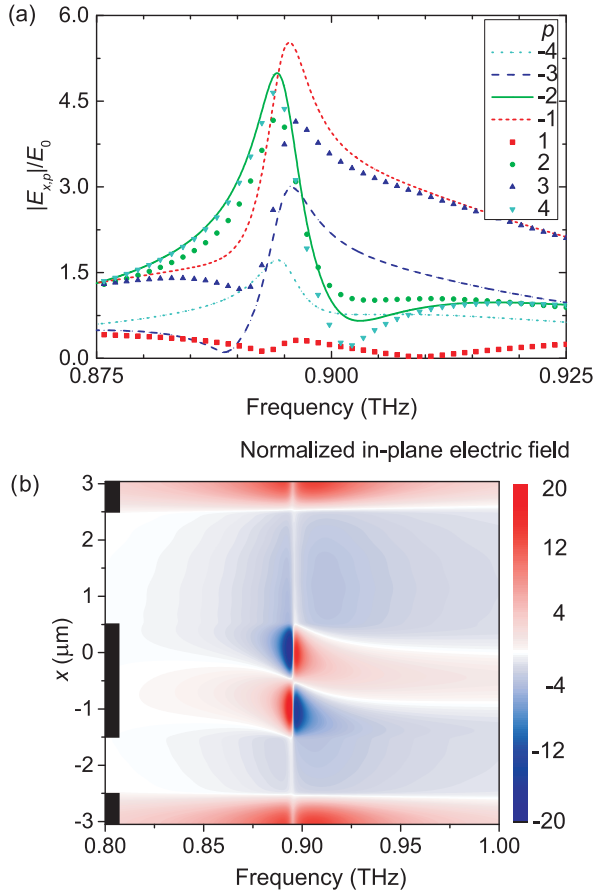 (a)
6.0
4.5
3.0
1.5
0.0
|E_{x,p}|/E_0
p
-4
-3
-2
-1
1
2
3
4
0.875 0.900 0.925
Frequency (THz)
Normalized in-plane electric field
(b)
3
2
1
0
-1
-2
-3
x (μm)
0.80 0.85 0.90 0.95 1.00
Frequency (THz)
20
12
4
-4
-12
-20